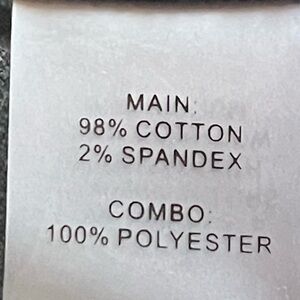 MAIN:
98% COTTON
2% SPANDEX
COMBO:
100% POLYESTER